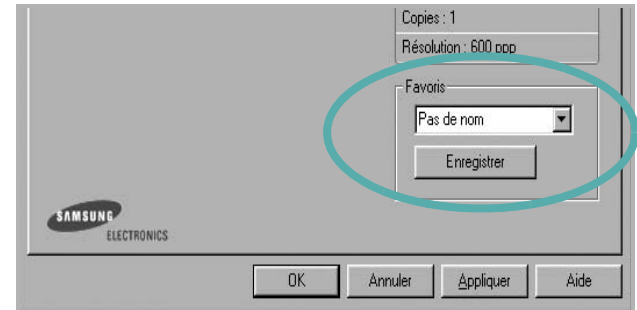 Copies : 1
Résolution : 600 ppp
Favoris
Pas de nom
Enregistrer
SAMSUNG
ELECTRONICS
OK Annuler Appliquer Aide